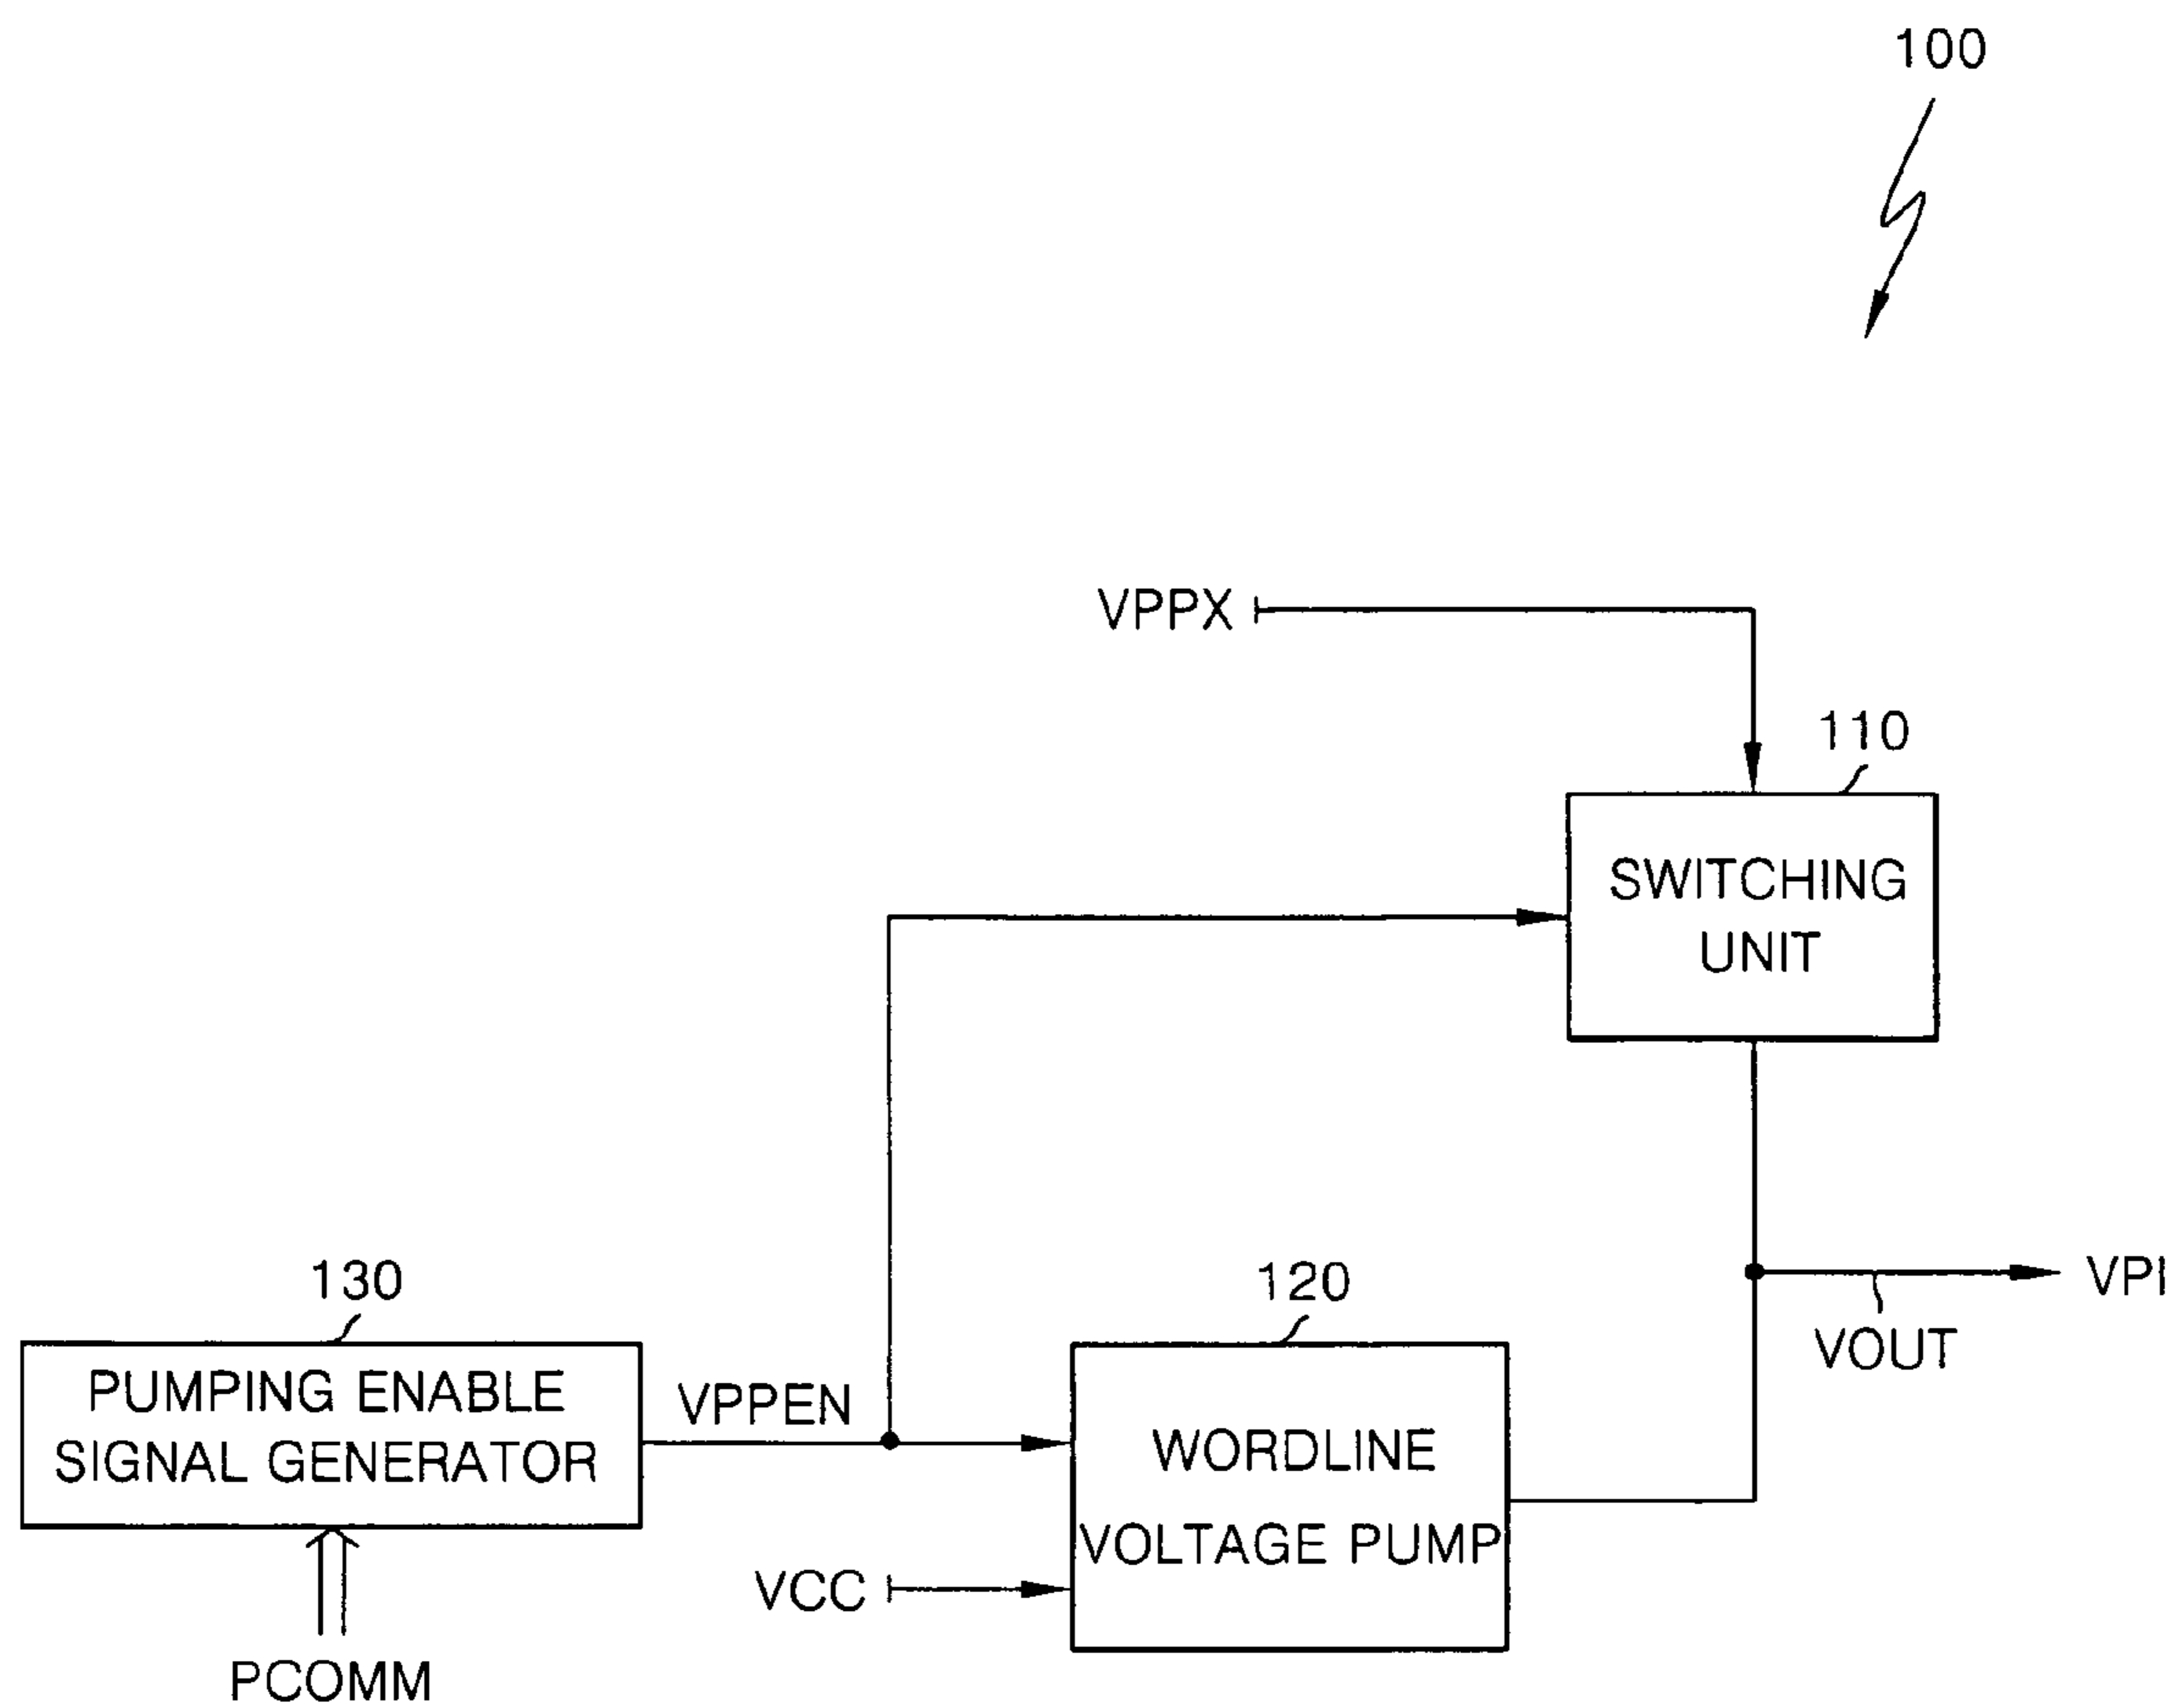 100
VPPX
110
SWITCHING
UNIT
130
120
VPI
VOUT
PUMPING ENABLE
SIGNAL GENERATOR
VPPEN
WORDLINE
VOLTAGE PUMP
VCC
PCOMM